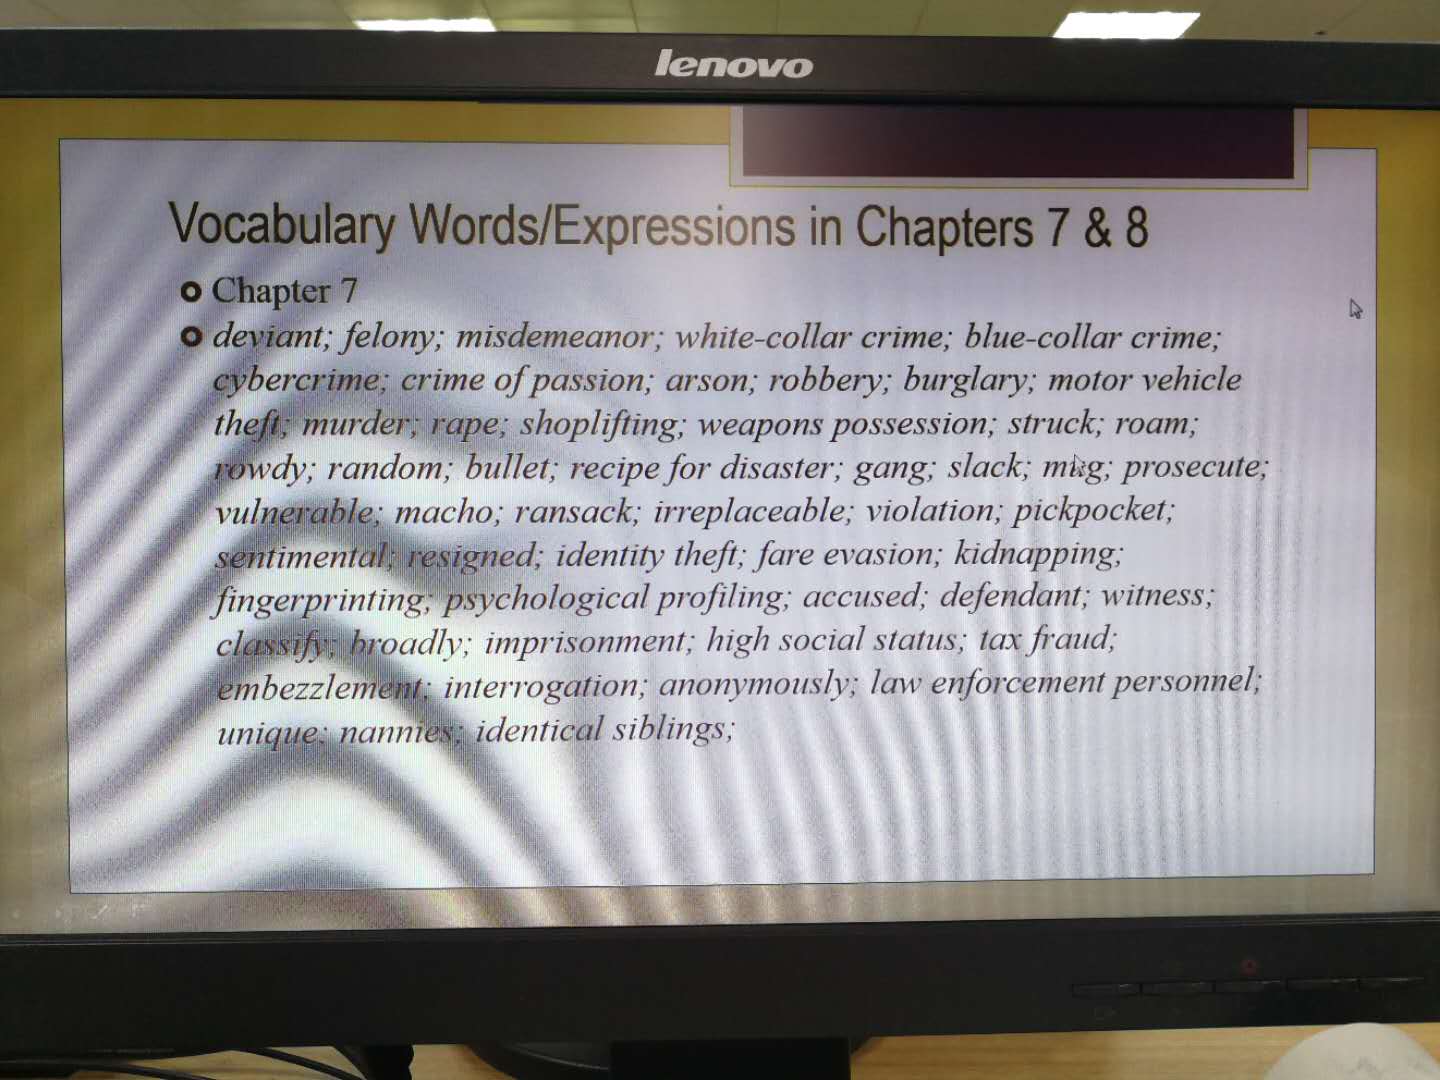 lenovo
Vocabulary Words/Expressions in Chapters 7 & 8
Chapter 7
deviant; felony; misdemeanor; white-collar crime; blue-collar crime;
cybercrime; crime of passion; arson; robbery; burglary; motor vehicle
theft; murder; rape; shoplifting; weapons possession; struck; roam;
rowdy; random; bullet; recipe for disaster; gang; slack; mug; prosecute;
vulnerable; macho; ransack; irreplaceable; violation; pickpocket;
sentimental; resigned; identity theft; fare evasion; kidnapping;
fingerprinting; psychological profiling; accused; defendant; witness;
classify; broadly; imprisonment; high social status; tax fraud;
embezzlement; interrogation; anonymously; law enforcement personnel;
unique; nannies; identical siblings;